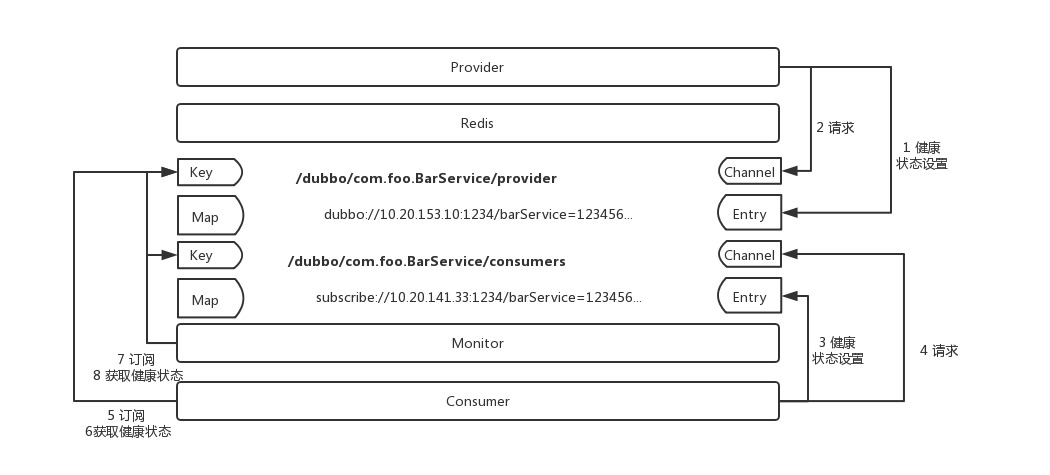 Provider
Redis
2 请求
1 健康
状态设置
Key
/dubbo/com.foo.BarService/provider
Channel
Map
dubbo://10.20.153.10:1234/barService=123456...
Entry
Key
/dubbo/com.foo.BarService/consumers
Channel
Map
subscribe://10.20.141.33:1234/barService=123456...
Entry
Monitor
3 健康
状态设置
4 请求
7 订阅
8 获取健康状态
Consumer
5 订阅
6获取健康状态